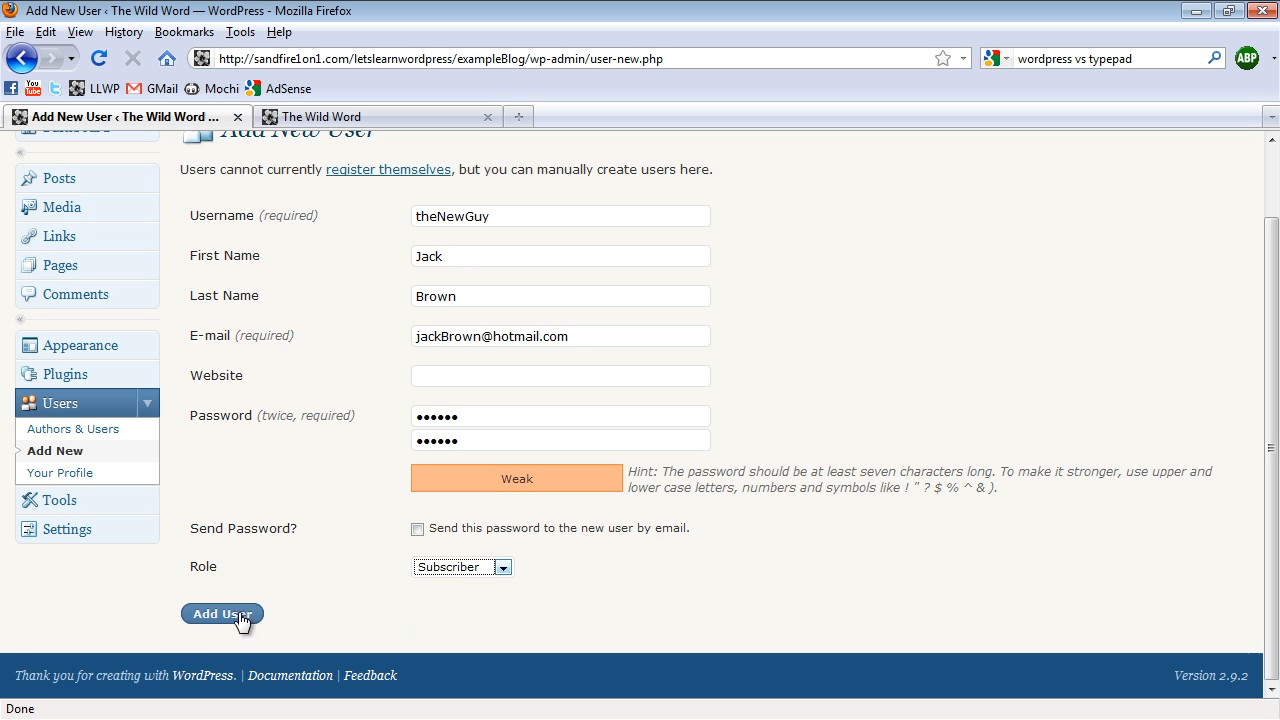 Add New User ‹ The Wild Word — WordPress - Mozilla Firefox
File Edit View History Bookmarks Tools Help
http://sandfire1on1.com/letslearnwordpress/exampleBlog/wp-admin/user-new.php
wordpress vs typepad
ABP
LLWP GMail Mochi AdSense
Add New User ‹ The Wild Word ... The Wild Word
Add New User
Users cannot currently register themselves, but you can manually create users here.
Posts
Media
Links
Pages
Comments
Appearance
Plugins
Users
Authors & Users
Add New
Your Profile
Tools
Settings
Username (required) theNewGuy
First Name Jack
Last Name Brown
E-mail (required) jackBrown@hotmail.com
Website
Password (twice, required) ••••••
••••••
Weak
Hint: The password should be at least seven characters long. To make it stronger, use upper and
lower case letters, numbers and symbols like ! " ? $ % ^ & ).
Send Password? Send this password to the new user by email.
Role Subscriber
Add User
Thank you for creating with WordPress. | Documentation | Feedback Version 2.9.2
Done